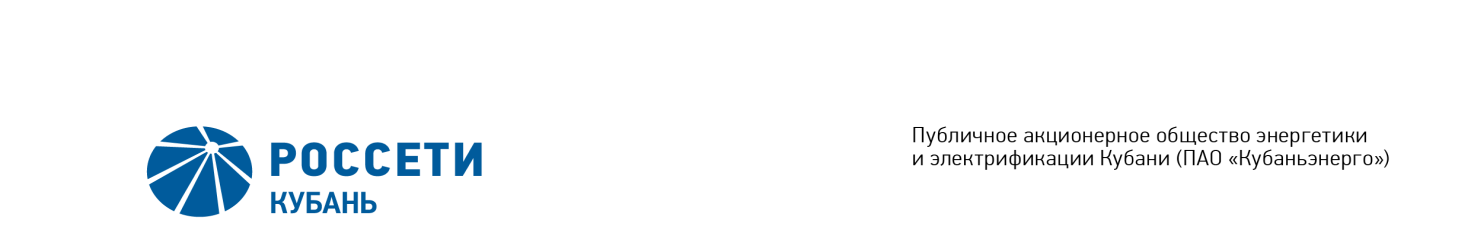 РОССЕТИ
КУБАНЬ
Публичное акционерное общество энергетики
и электрификации Кубани (ПАО «Кубаньэнерго»)